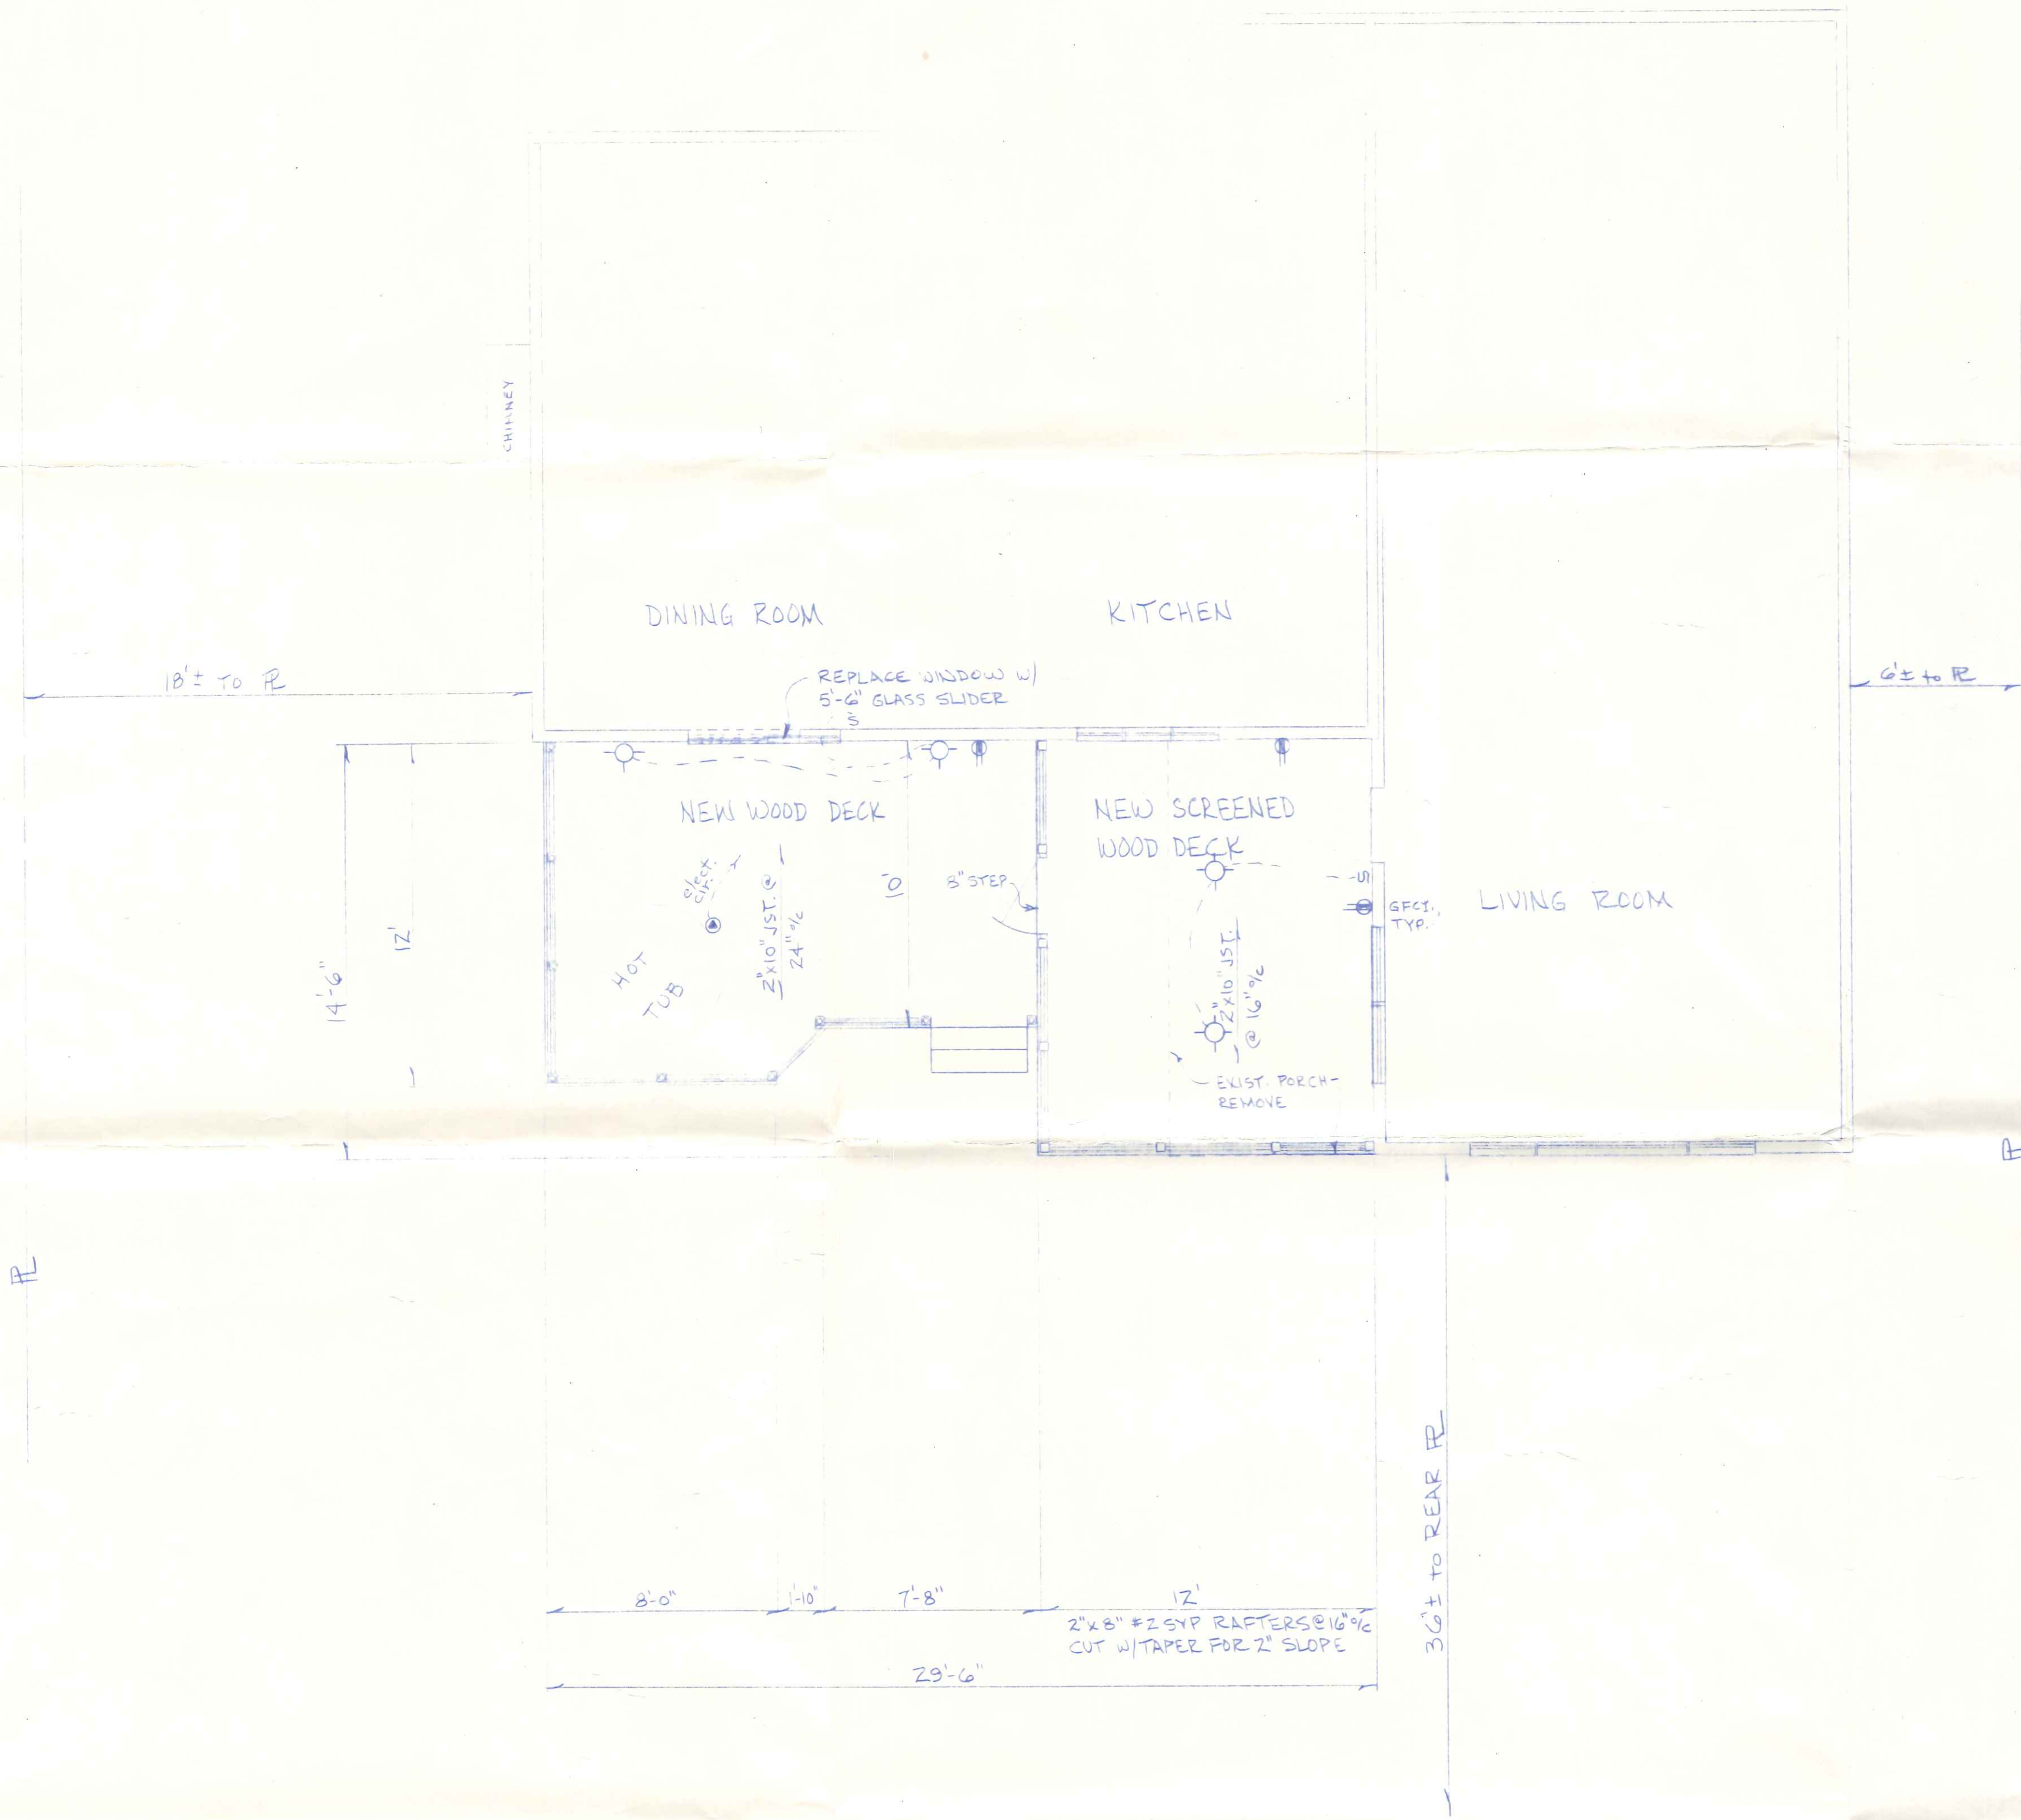 CHIMNEY
DINING ROOM
KITCHEN
18'± TO PL
REPLACE WINDOW W/
5'-6" GLASS SLIDER
S
6'± to PL
NEW WOOD DECK
NEW SCREENED
WOOD DECK
14'-6"
12'
HOT
TUB
2"x10" JST. @
24" o/c
10'
8" STEP
S
GFCI.
TYP.
LIVING ROOM
2"x10" JST.
@ 16" o/c
EXIST. PORCH-
REMOVE
PL
PL
8'-0"
1'-10"
7'-8"
12'
2"x8" #2 SYP RAFTERS @ 16" o/c
CUT W/TAPER FOR 2" SLOPE
29'-6"
36'± to REAR PL